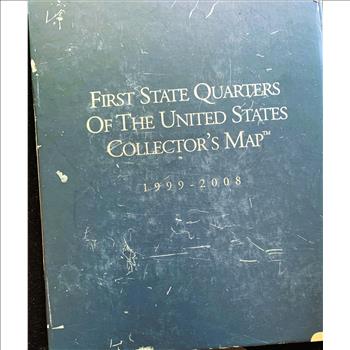 FIRST STATE QUARTERS
OF THE UNITED STATES
COLLECTOR'S MAP™
1999-2008